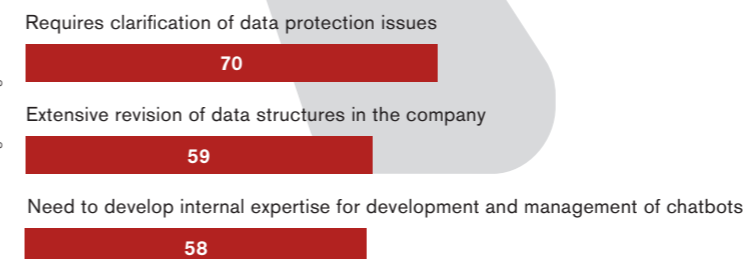 Requires clarification of data protection issues
70
Extensive revision of data structures in the company
59
Need to develop internal expertise for development and management of chatbots
58